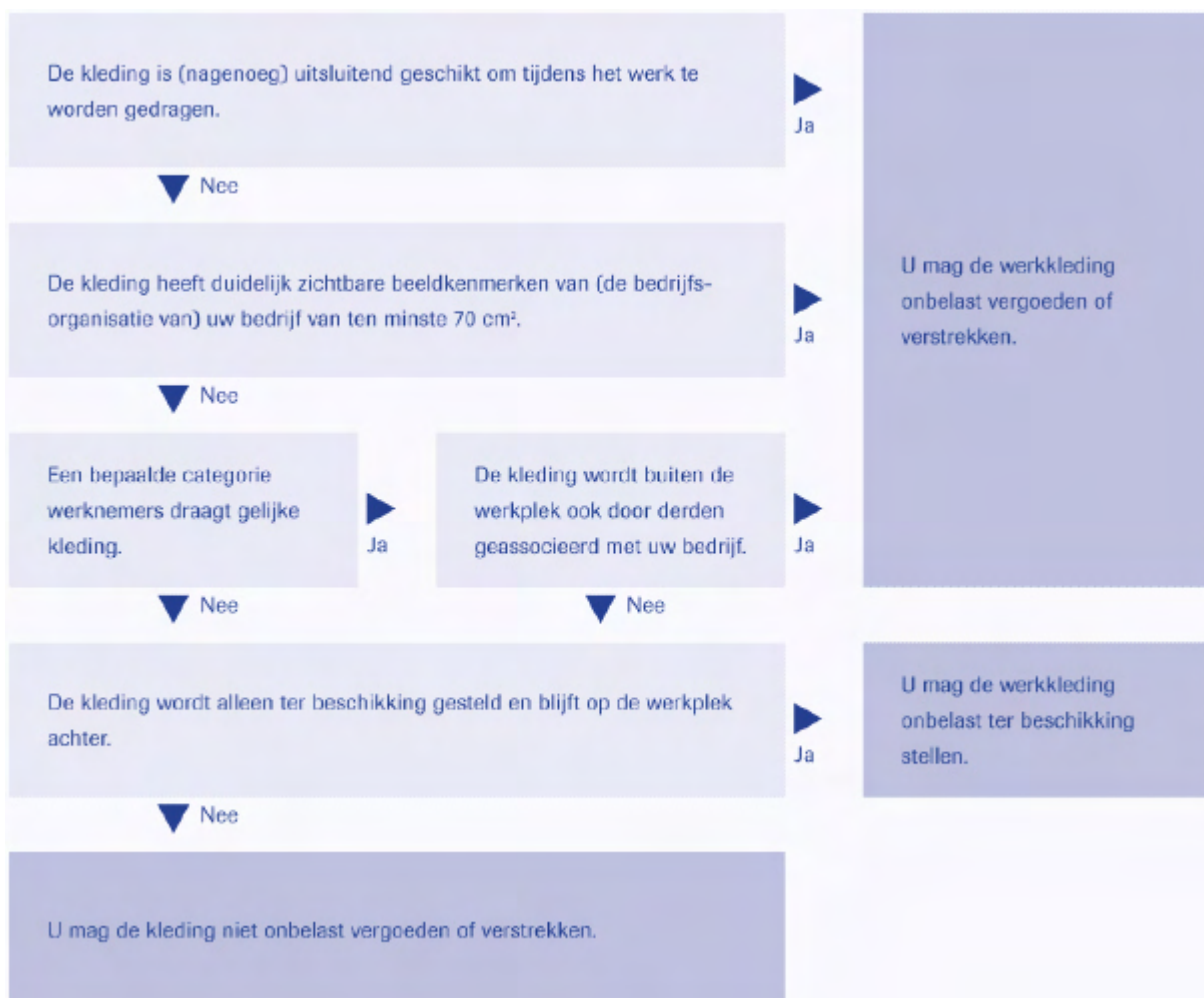 De kleding is (nagenoeg) uitsluitend geschikt om tijdens het werk te
worden gedragen.
Ja
Nee
De kleding heeft duidelijk zichtbare beeldkenmerken van (de bedrijfs-
organisatie van) uw bedrijf van ten minste 70 cm².
Ja
U mag de werkkleding
onbelast vergoeden of
verstrekken.
Nee
Een bepaalde categorie
werknemers draagt gelijke
kleding.
Ja
De kleding wordt buiten de
werkplek ook door derden
geassocieerd met uw bedrijf.
Ja
Nee
Nee
De kleding wordt alleen ter beschikking gesteld en blijft op de werkplek
achter.
Ja
U mag de werkkleding
onbelast ter beschikking
stellen.
Nee
U mag de kleding niet onbelast vergoeden of verstrekken.